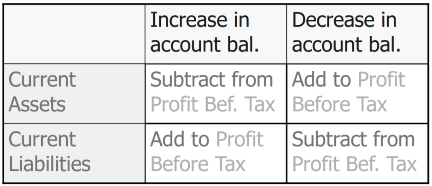 Increase in
account bal.
Decrease in
account bal.
Current
Assets
Subtract from
Profit Bef. Tax
Add to Profit
Before Tax
Current
Liabilities
Add to Profit
Before Tax
Subtract from
Profit Bef. Tax